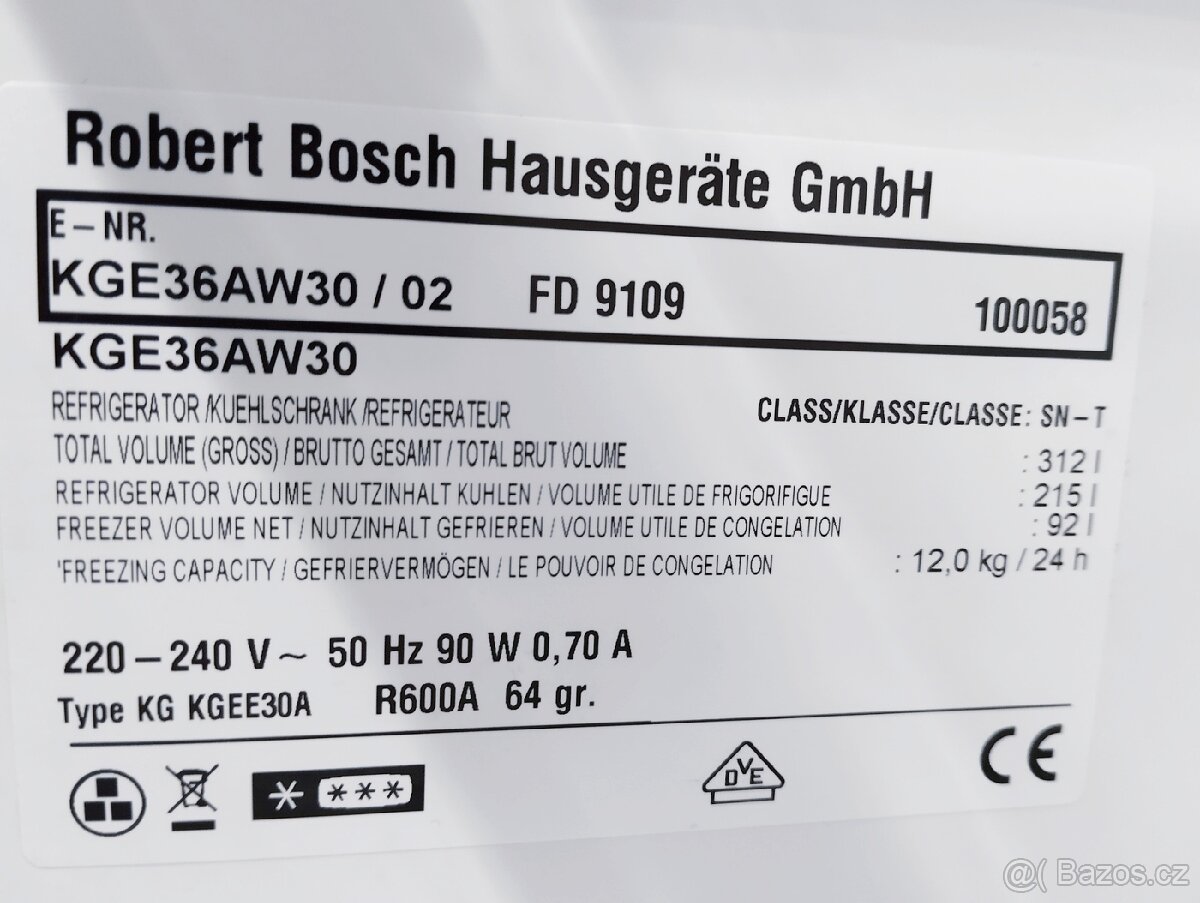 Robert Bosch Hausgeräte GmbH
E-NR.
KGE36AW30 / 02 FD 9109 100058
KGE36AW30
REFRIGERATOR /KUEHLSCHRANK /REFRIGERATEUR CLASS/KLASSE/CLASSE: SN-T
TOTAL VOLUME (GROSS) / BRUTTO GESAMT / TOTAL BRUT VOLUME : 312 l
REFRIGERATOR VOLUME / NUTZINHALT KUHLEN / VOLUME UTILE DE FRIGORIFIGUE : 215 l
FREEZER VOLUME NET / NUTZINHALT GEFRIEREN / VOLUME UTILE DE CONGELATION : 92 l
'FREEZING CAPACITY / GEFRIERVERMÖGEN / LE POUVOIR DE CONGELATION : 12,0 kg / 24 h
220-240 V~ 50 Hz 90 W 0,70 A
Type KG KGEE30A R600A 64 gr.
DVE
CE
@( Bazos.cz